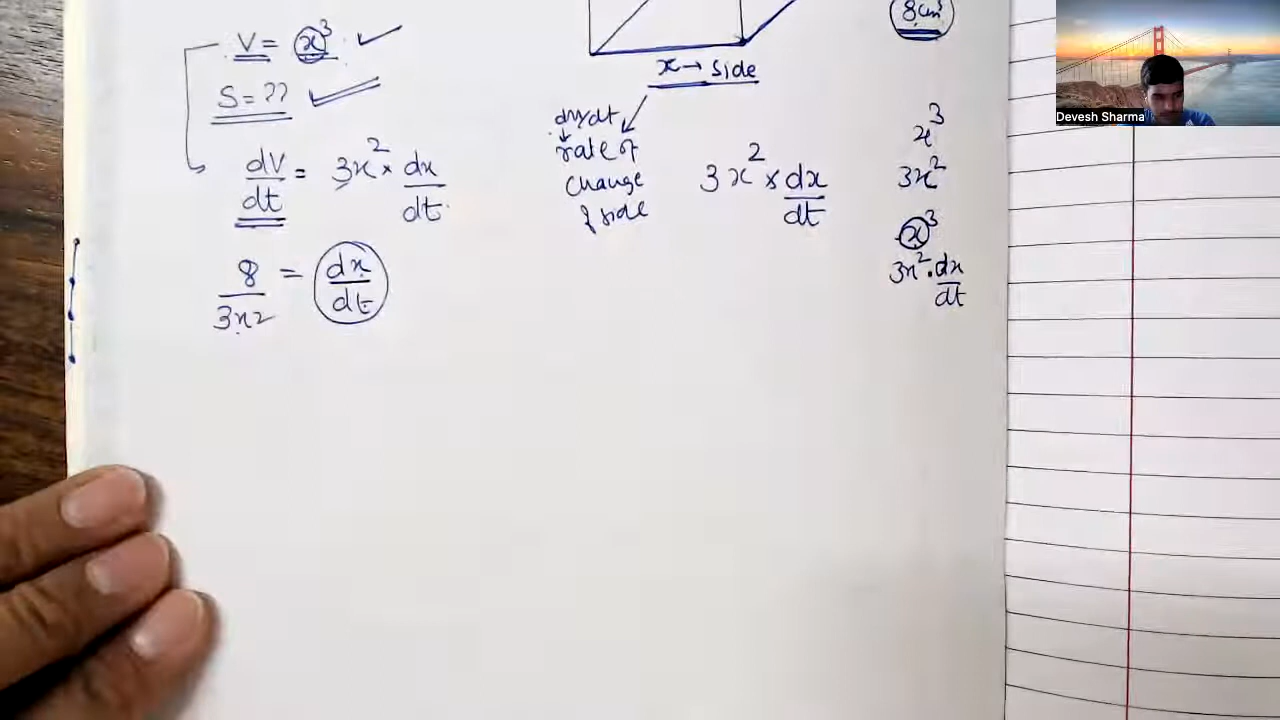 V = x³
S = ??
dV/dt = 3x² × dx/dt
8/3x2 = dx/dt
x → side
dx/dt
rate of
change
of side
3x² × dx/dt
8cm³
x³
3x²
x³
3x² . dx/dt
Devesh Sharma